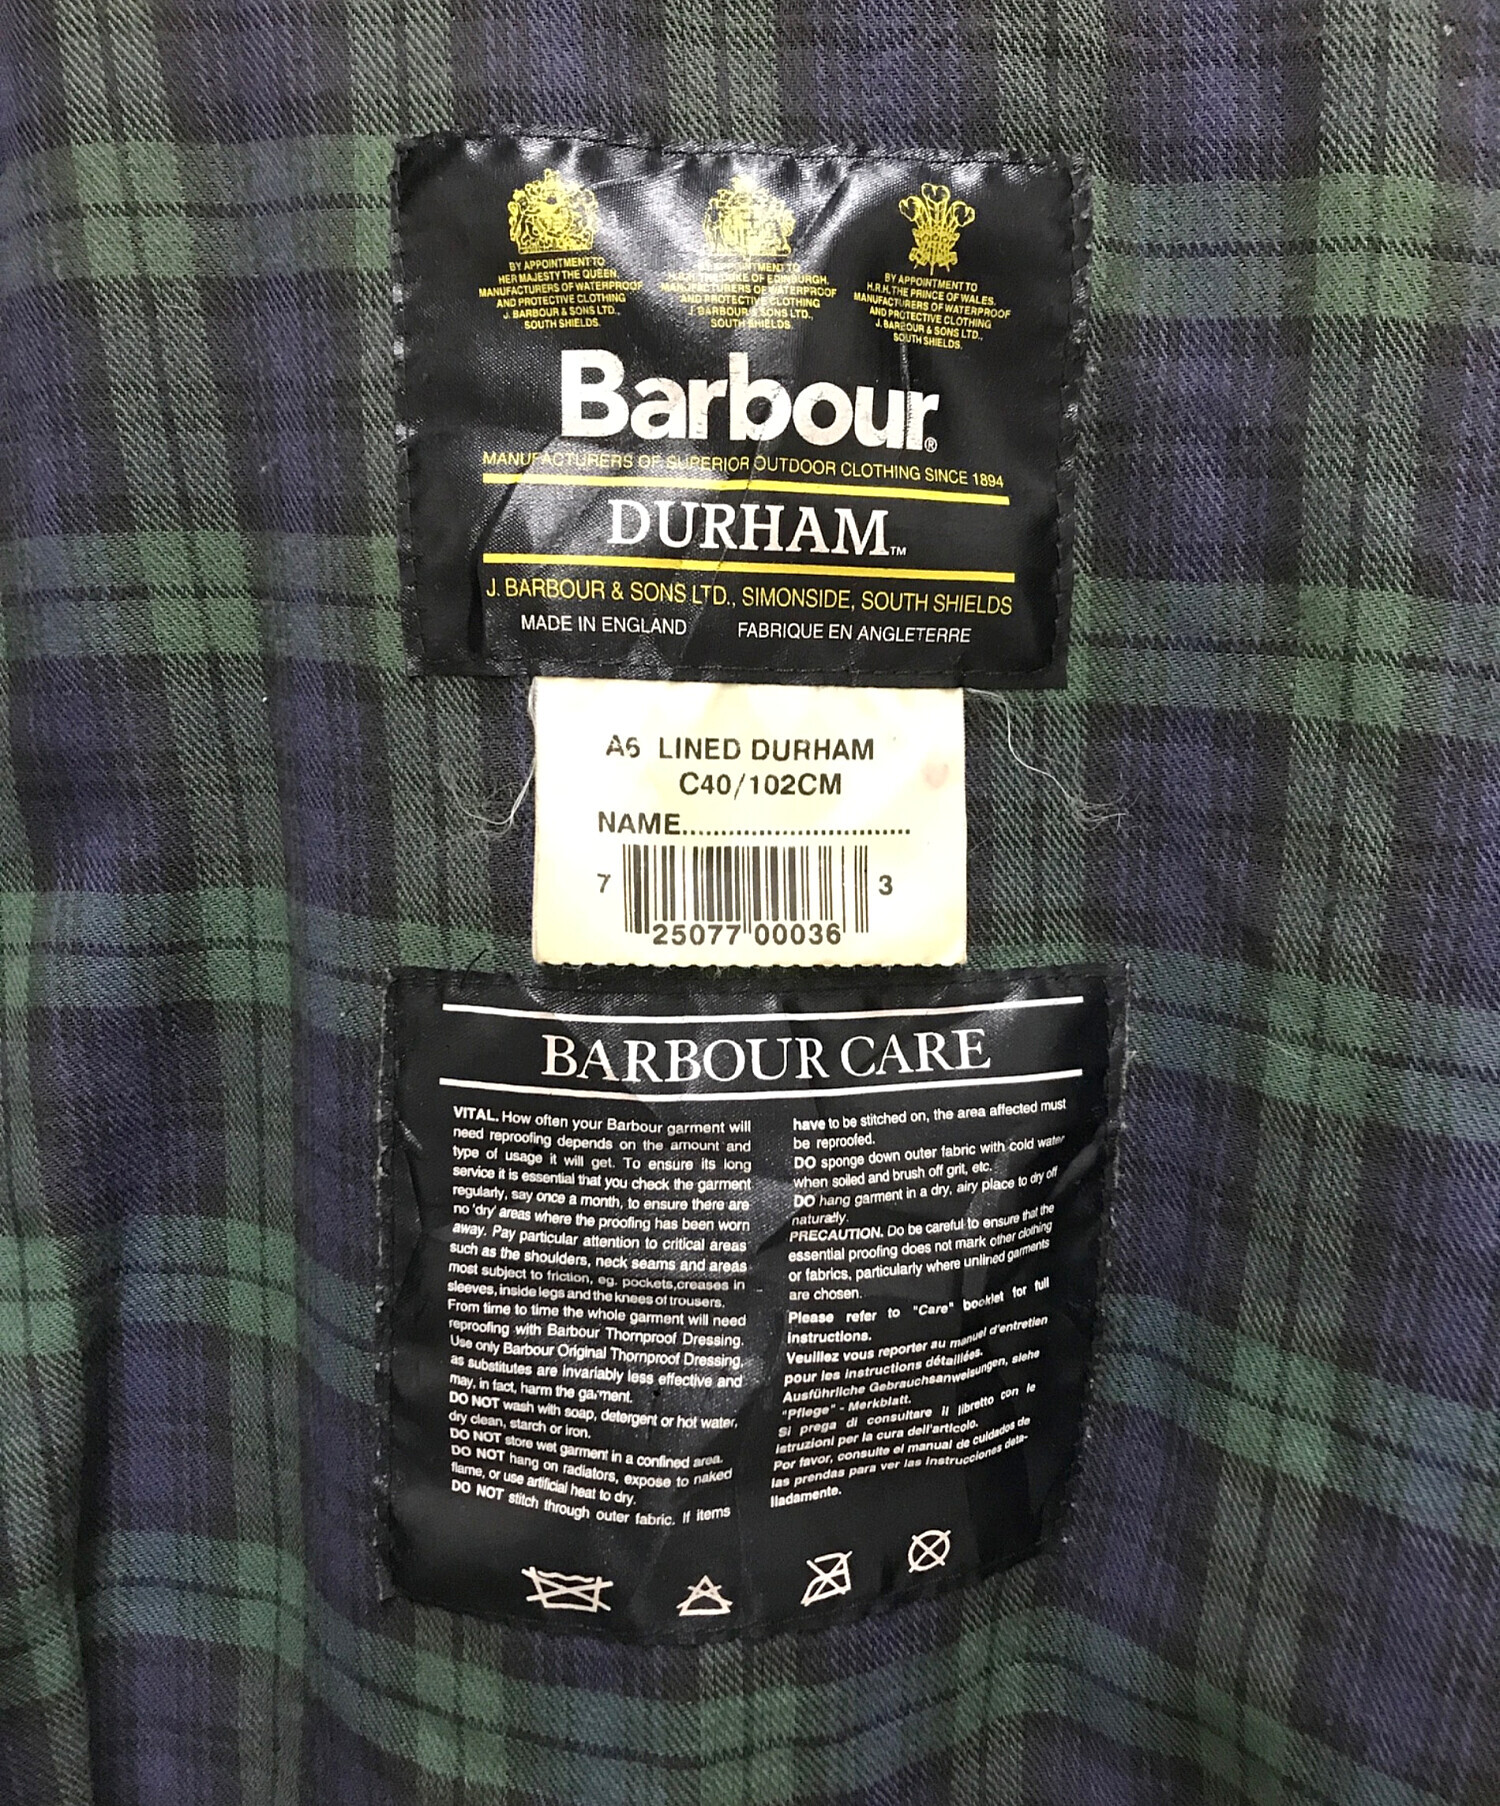 BY APPOINTMENT TO
HER MAJESTY THE QUEEN.
MANUFACTURERS OF WATERPROOF
AND PROTECTIVE CLOTHING
J. BARBOUR & SONS LTD.,
SOUTH SHIELDS.
BY APPOINTMENT TO
H.R.H. THE DUKE OF EDINBURGH.
MANUFACTURERS OF WATERPROOF
AND PROTECTIVE CLOTHING
J. BARBOUR & SONS LTD.,
SOUTH SHIELDS.
BY APPOINTMENT TO
H.R.H. THE PRINCE OF WALES.
MANUFACTURERS OF WATERPROOF
AND PROTECTIVE CLOTHING
J. BARBOUR & SONS LTD.,
SOUTH SHIELDS.
Barbour®
MANUFACTURERS OF SUPERIOR OUTDOOR CLOTHING SINCE 1894
DURHAM™
J. BARBOUR & SONS LTD., SIMONSIDE, SOUTH SHIELDS
MADE IN ENGLAND FABRIQUE EN ANGLETERRE
A6 LINED DURHAM
C40/102CM
NAME..............................
7 25077 00036 3
BARBOUR CARE
VITAL. How often your Barbour garment will
need reproofing depends on the amount and
type of usage it will get. To ensure its long
service it is essential that you check the garment
regularly, say once a month, to ensure there are
no 'dry' areas where the proofing has been worn
away. Pay particular attention to critical areas
such as the shoulders, neck seams and areas
most subject to friction, eg. pockets,creases in
sleeves, inside legs and the knees of trousers.
From time to time the whole garment will need
reproofing with Barbour Thornproof Dressing.
Use only Barbour Original Thornproof Dressing,
as substitutes are invariably less effective and
may, in fact, harm the garment.
DO NOT wash with soap, detergent or hot water,
dry clean, starch or iron.
DO NOT store wet garment in a confined area.
DO NOT hang on radiators, expose to naked
flame, or use artificial heat to dry.
DO NOT stitch through outer fabric. If items
have to be stitched on, the area affected must
be reproofed.
DO sponge down outer fabric with cold water
when soiled and brush off grit, etc.
DO hang garment in a dry, airy place to dry off
naturally.
PRECAUTION. Do be careful to ensure that the
essential proofing does not mark other clothing
or fabrics, particularly where unlined garments
are chosen.
Please refer to "Care" booklet for full
instructions.
Veuillez vous reporter au manuel d'entretien
pour les instructions détaillées.
Ausführliche Gebrauchsanweisungen, siehe
"Pflege" - Merkblatt.
Si prega di consultare il libretto con le
istruzioni per la cura dell'articolo.
Por favor, consulte el manual de cuidados de
las prendas para ver las instrucciones deta-
lladamente.